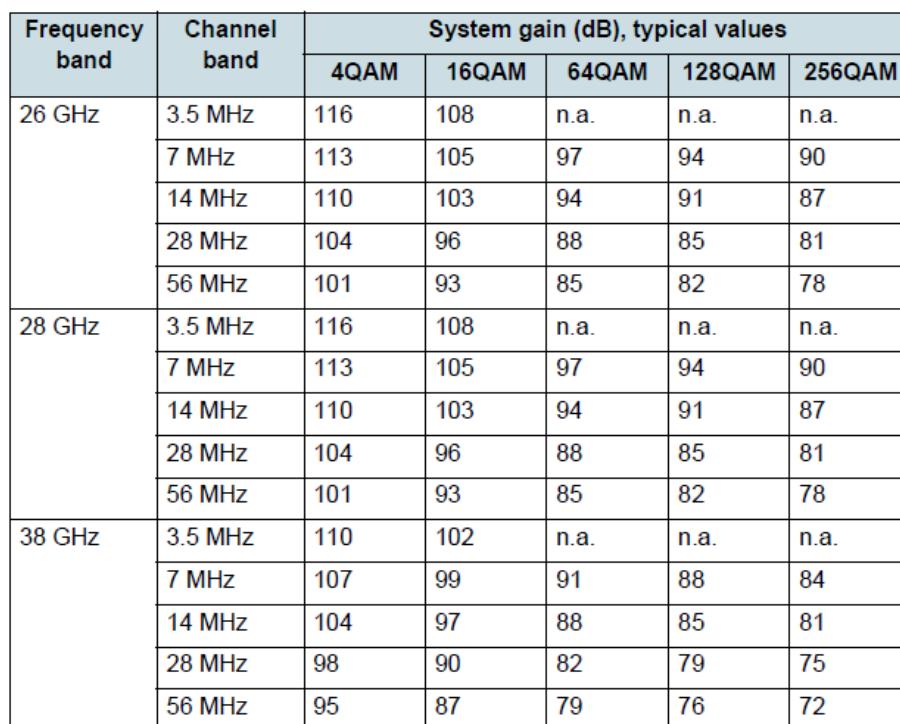 Frequency band Channel band System gain (dB), typical values
4QAM 16QAM 64QAM 128QAM 256QAM
26 GHz 3.5 MHz 116 108 n.a. n.a. n.a.
7 MHz 113 105 97 94 90
14 MHz 110 103 94 91 87
28 MHz 104 96 88 85 81
56 MHz 101 93 85 82 78
28 GHz 3.5 MHz 116 108 n.a. n.a. n.a.
7 MHz 113 105 97 94 90
14 MHz 110 103 94 91 87
28 MHz 104 96 88 85 81
56 MHz 101 93 85 82 78
38 GHz 3.5 MHz 110 102 n.a. n.a. n.a.
7 MHz 107 99 91 88 84
14 MHz 104 97 88 85 81
28 MHz 98 90 82 79 75
56 MHz 95 87 79 76 72